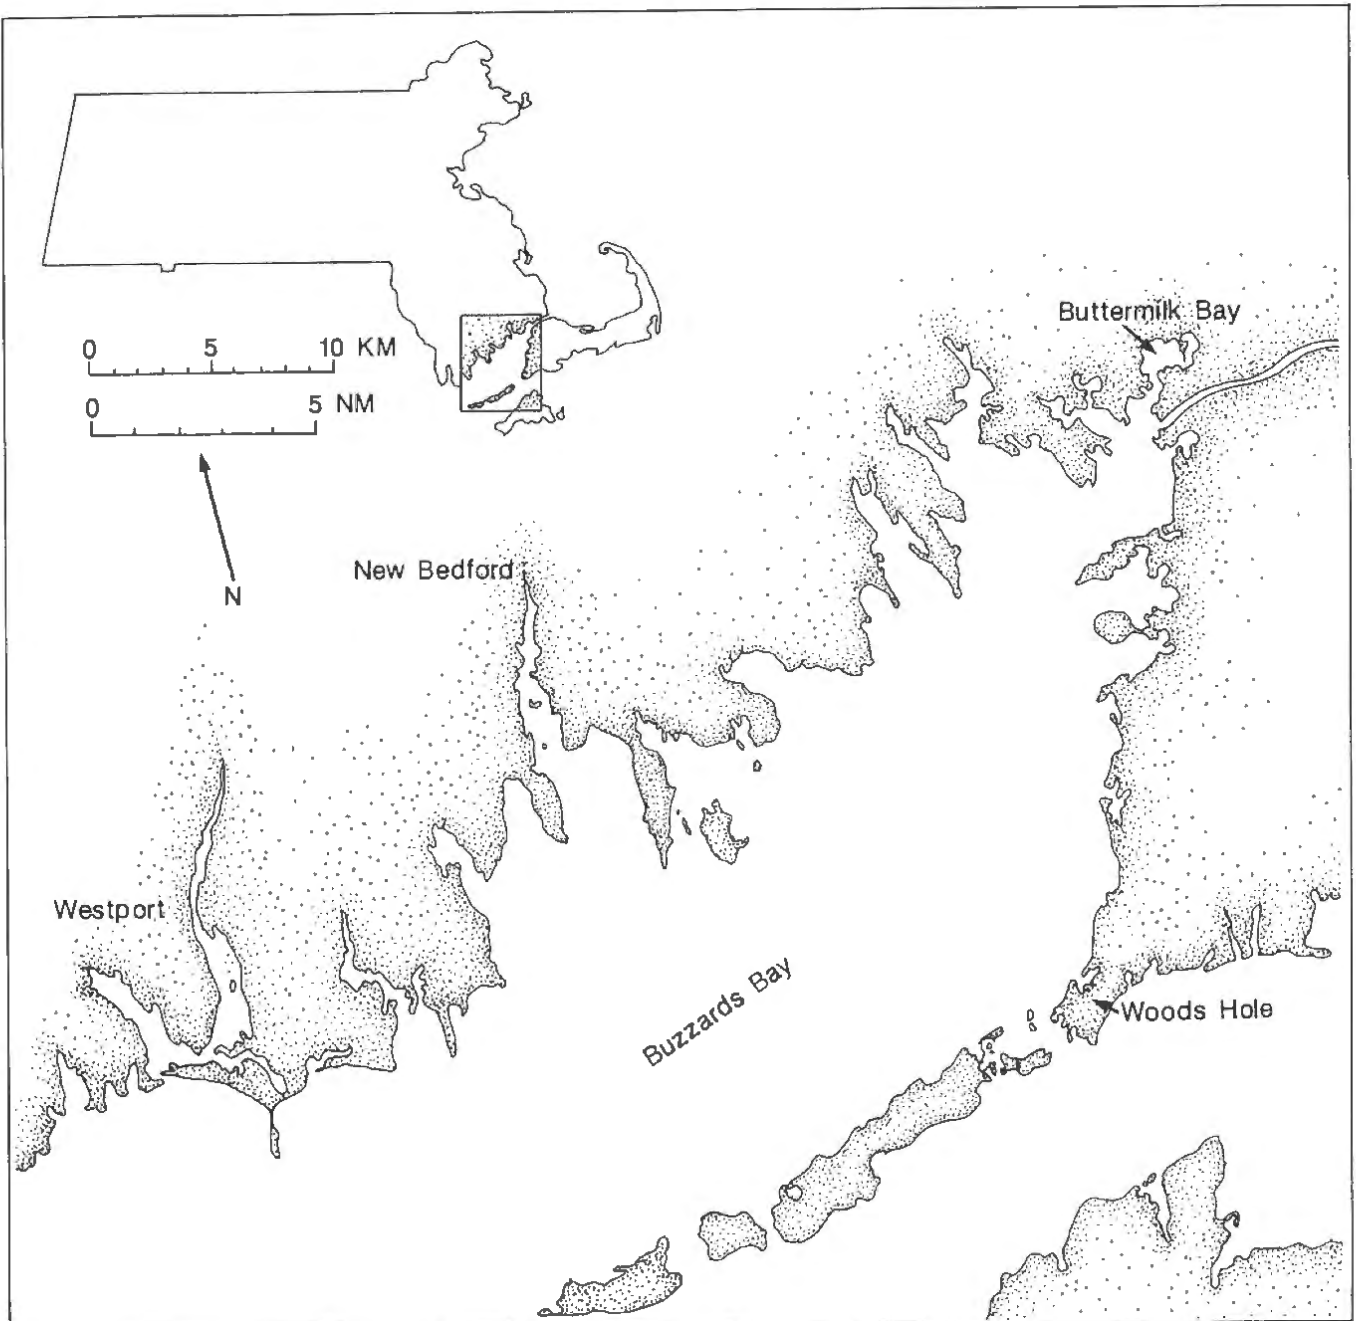 Buttermilk Bay
0 5 10 KM
0 5 NM
New Bedford
N
Westport
Buzzards Bay
Woods Hole